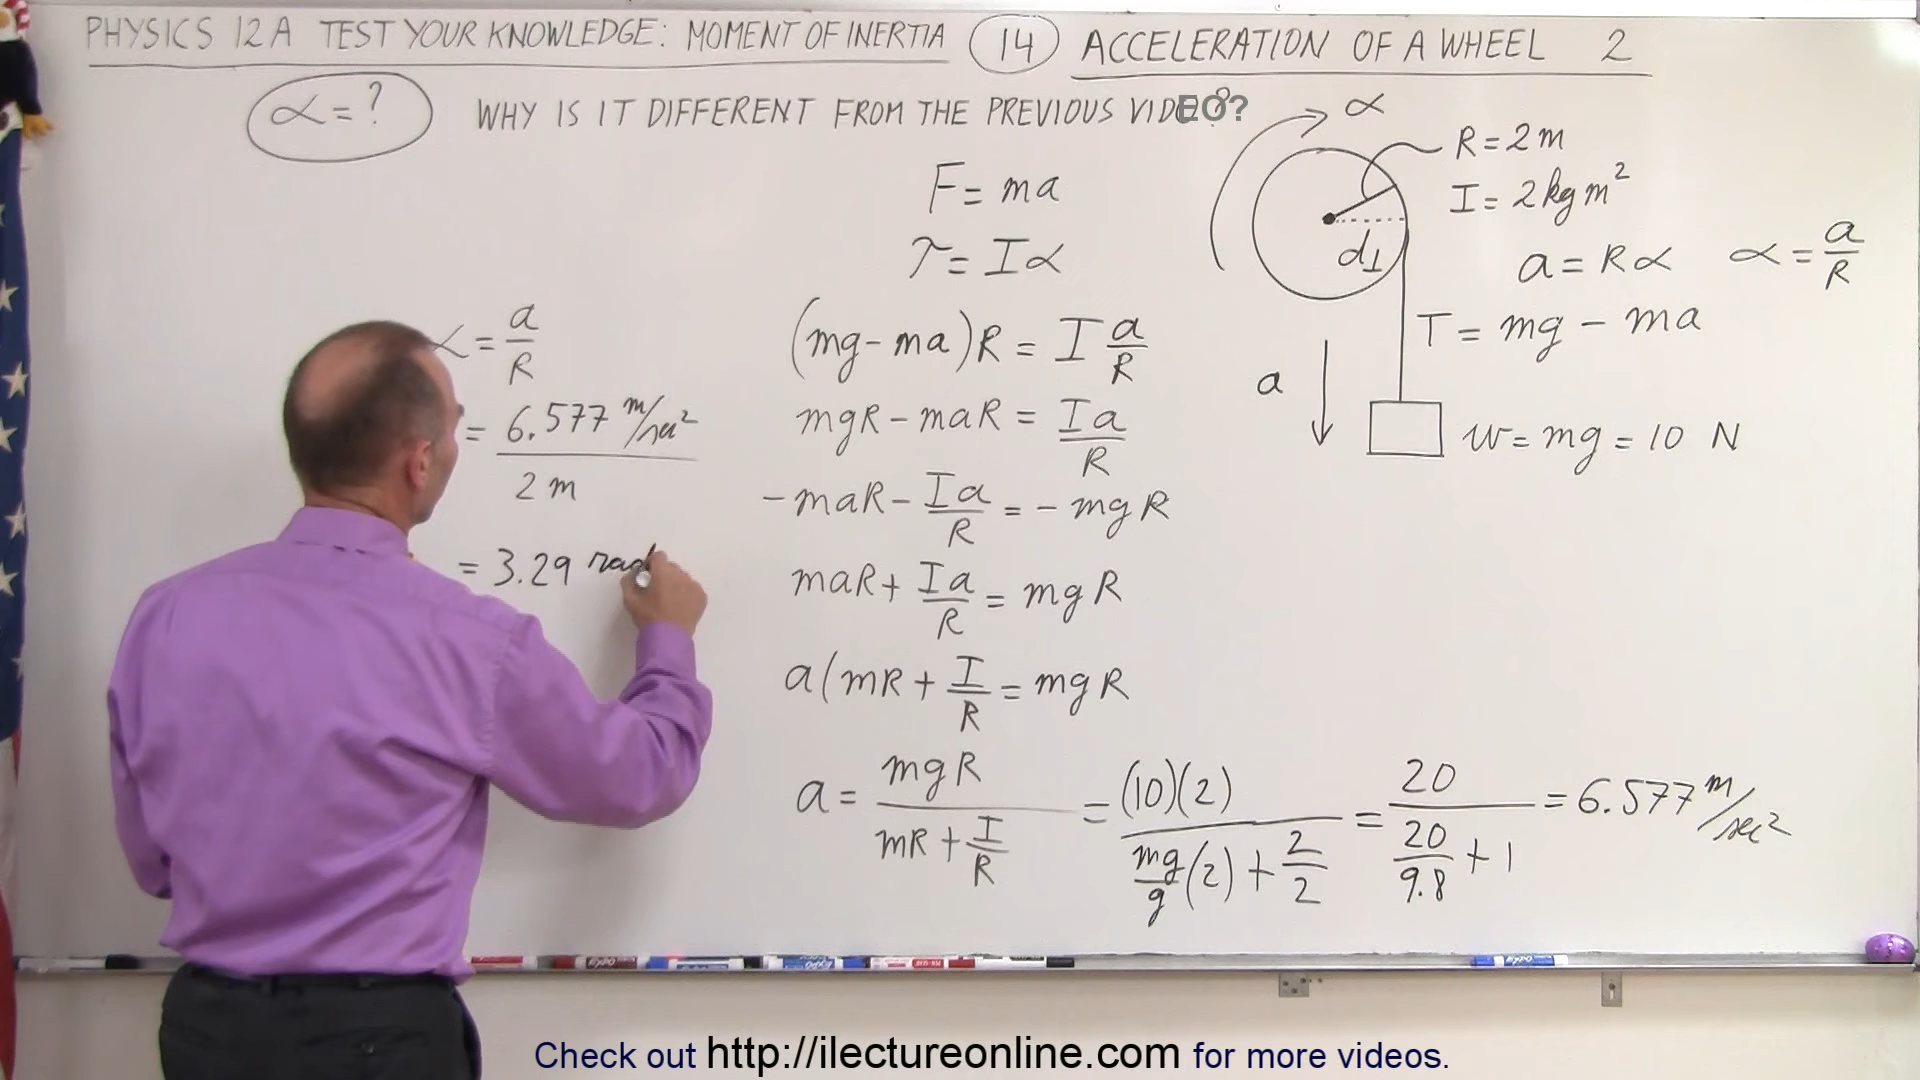 PHYSICS 12A TEST YOUR KNOWLEDGE: MOMENT OF INERTIA 14 ACCELERATION OF A WHEEL 2
∝ = ? WHY IS IT DIFFERENT FROM THE PREVIOUS VIDEO?
∝
R = 2 m
I = 2 kg m²
d⊥
a = R∝ ∝ = a/R
T = mg - ma
a
w = mg = 10 N
F = ma
τ = I∝
(mg - ma)R = I a/R
mgR - maR = Ia/R
-maR - Ia/R = - mgR
maR + Ia/R = mgR
a(mR + I/R = mgR
a = mgR/(mR + I/R) = (10)(2)/(mg/g (2) + 2/2) = 20/(20/9.8 + 1) = 6.577 m/sec²
∝ = a/R
= 6.577 m/sec² / 2 m
= 3.29 rad
Check out http://ilectureonline.com for more videos.